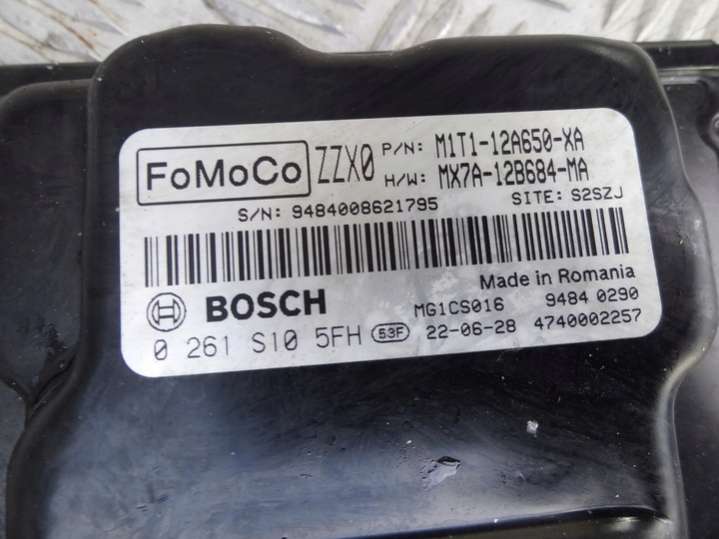 FoMoCo ZZX0 P/N: M1T1-12A650-XA
H/W: MX7A-12B684-MA
S/N: 9484008621795 SITE: S2SZJ
Made in Romania
BOSCH MG1CS016 9484 0290
0 261 S10 5FH 53F 22-06-28 4740002257